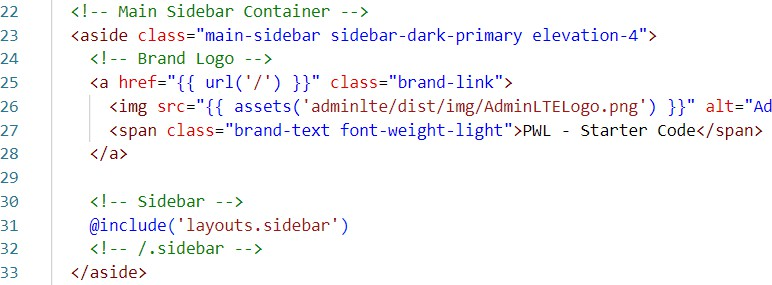 22 <!-- Main Sidebar Container -->
23 <aside class="main-sidebar sidebar-dark-primary elevation-4">
24 <!-- Brand Logo -->
25 <a href="{{ url('/') }}" class="brand-link">
26 <img src="{{ assets('adminlte/dist/img/AdminLTELogo.png') }}" alt="Ad
27 <span class="brand-text font-weight-light">PWL - Starter Code</span>
28 </a>
29
30 <!-- Sidebar -->
31 @include('layouts.sidebar')
32 <!-- /.sidebar -->
33 </aside>